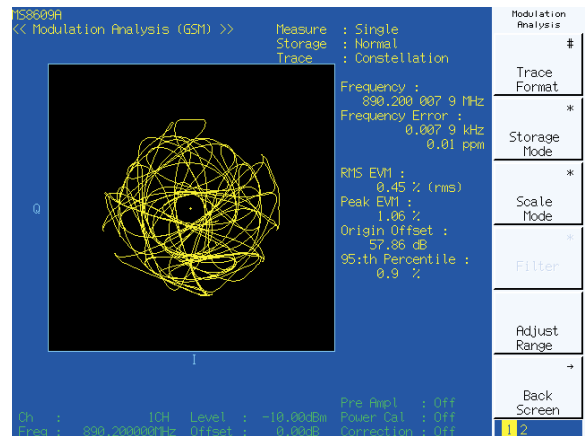 MS8609A
<< Modulation Analysis (GSM) >>
Measure : Single
Storage : Normal
Trace : Constellation
Frequency :
890.200 007 9 MHz
Frequency Error :
0.007 9 kHz
0.01 ppm
RMS EVM :
0.45 % (rms)
Peak EVM :
1.06 %
Origin Offset :
57.86 dB
95:th Percentile :
0.9 %
Q
I
Pre Ampl : Off
Ch : 1CH Level : -10.00dBm Power Cal : Off
Freq : 890.200000MHz Offset : 0.00dB Correction : Off
Modulation
Analysis
#
Trace
Format
*
Storage
Mode
*
Scale
Mode
*
Filter
Adjust
Range
→
Back
Screen
1 2